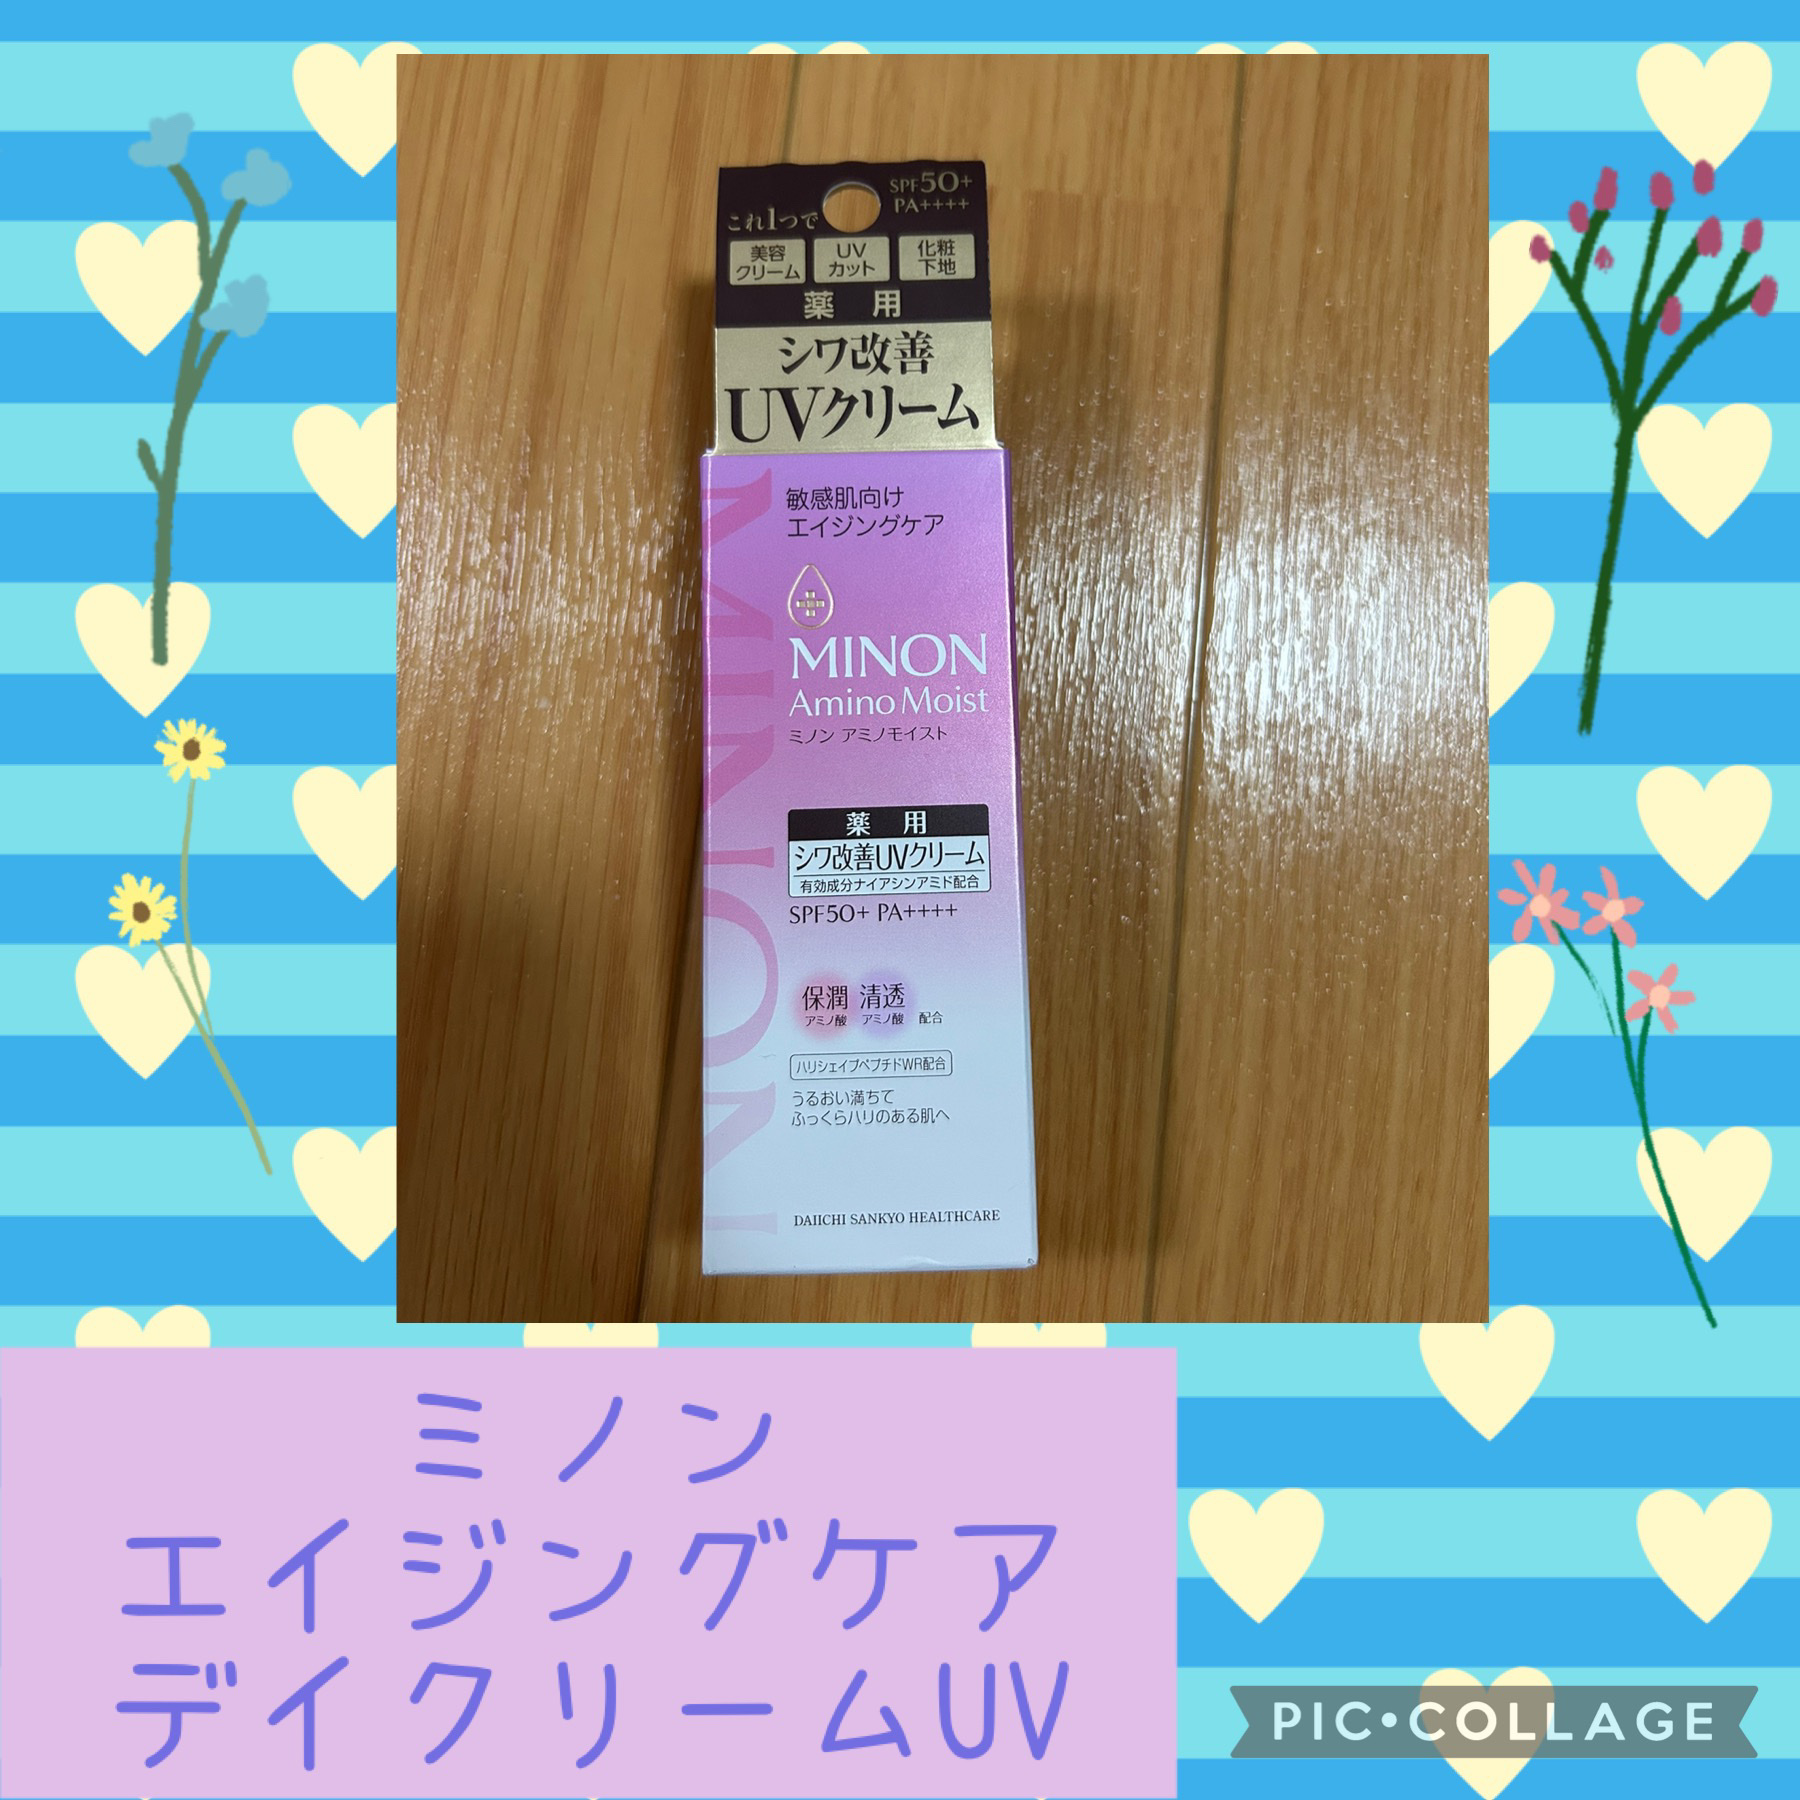 SPF50+
PA++++
これ1つで
美容
クリーム
UV
カット
化粧
下地
薬用
シワ改善
UVクリーム
敏感肌向け
エイジングケア
MINON
Amino Moist
ミノン アミノモイスト
MINON
薬用
シワ改善UVクリーム
有効成分ナイアシンアミド配合
SPF50+ PA++++
保潤 清透
アミノ酸 アミノ酸 配合
ハリシェイプペプチドWR配合
うるおい満ちて
ふっくらハリのある肌へ
DAIICHI SANKYO HEALTHCARE
ミノン
エイジングケア
デイクリームUV
PIC•COLLAGE